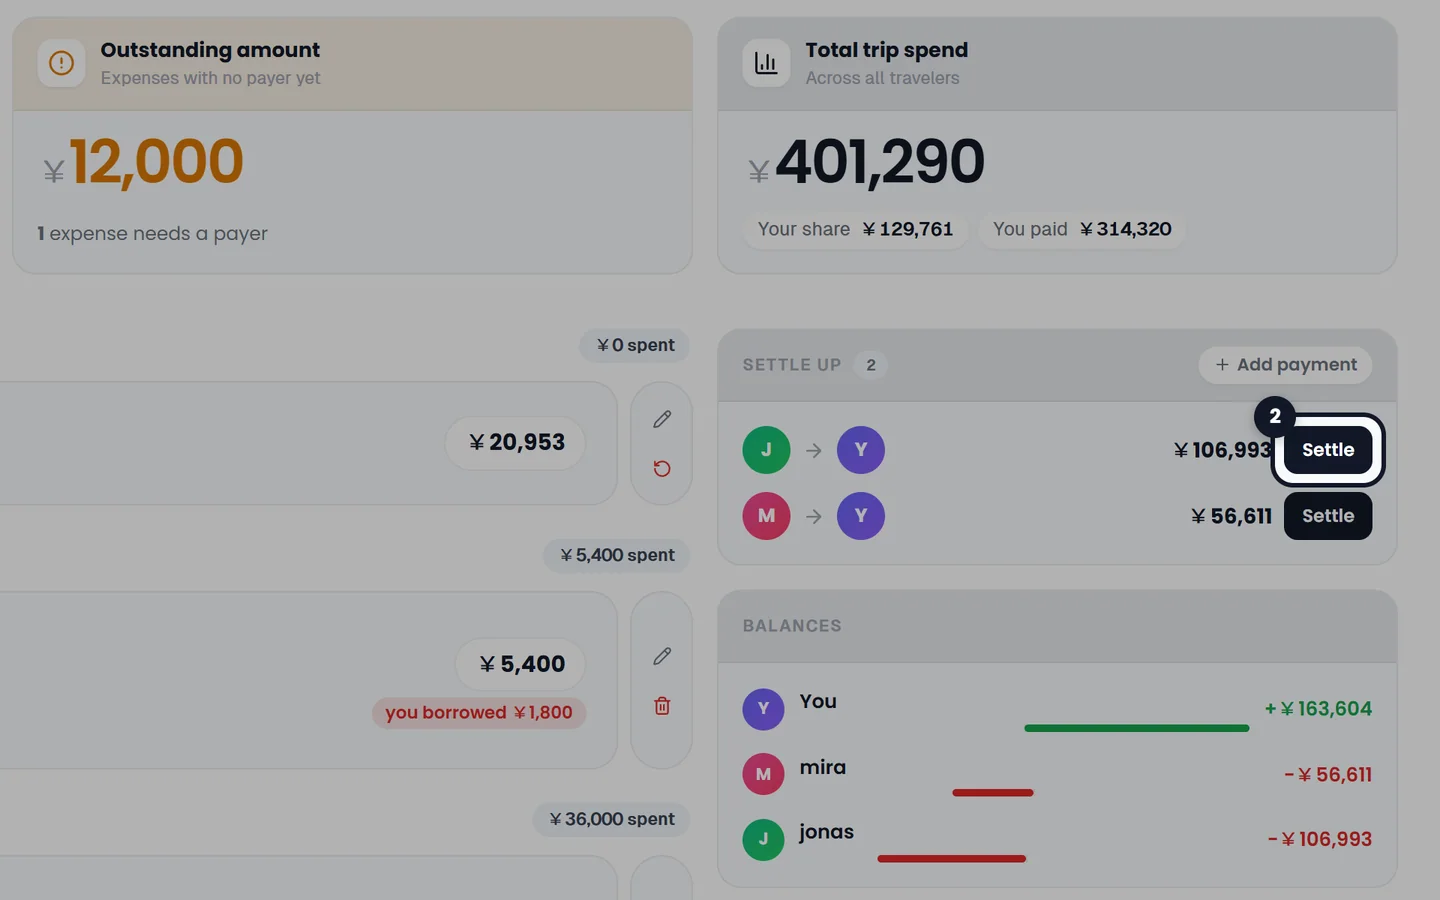 Outstanding amount
Expenses with no payer yet
¥12,000
1 expense needs a payer
Total trip spend
Across all travelers
¥401,290
Your share ¥129,761 You paid ¥314,320
¥0 spent
¥20,953
¥5,400 spent
¥5,400
you borrowed ¥1,800
¥36,000 spent
SETTLE UP 2 + Add payment
2
J → Y ¥106,993 Settle
M → Y ¥56,611 Settle
BALANCES
Y You +¥163,604
M mira -¥56,611
J jonas -¥106,993